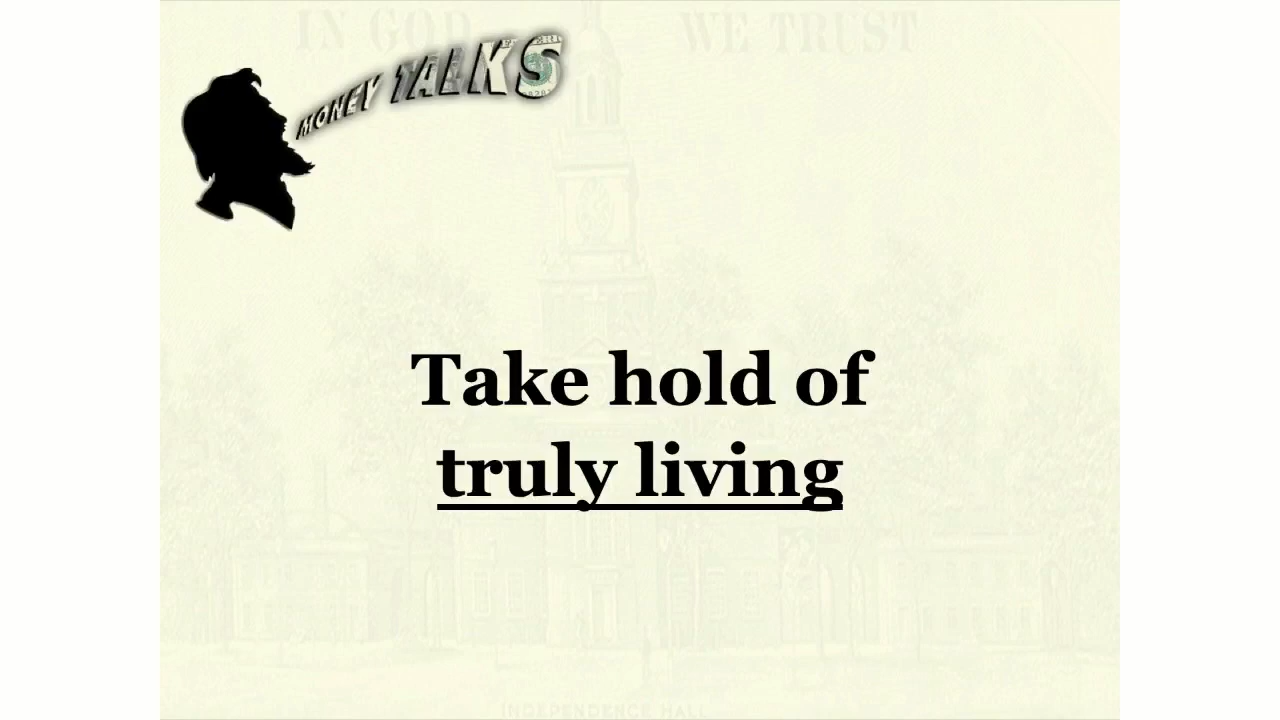 IN GOD WE TRUST
MONEY TALKS
Take hold of
truly living
INDEPENDENCE HALL